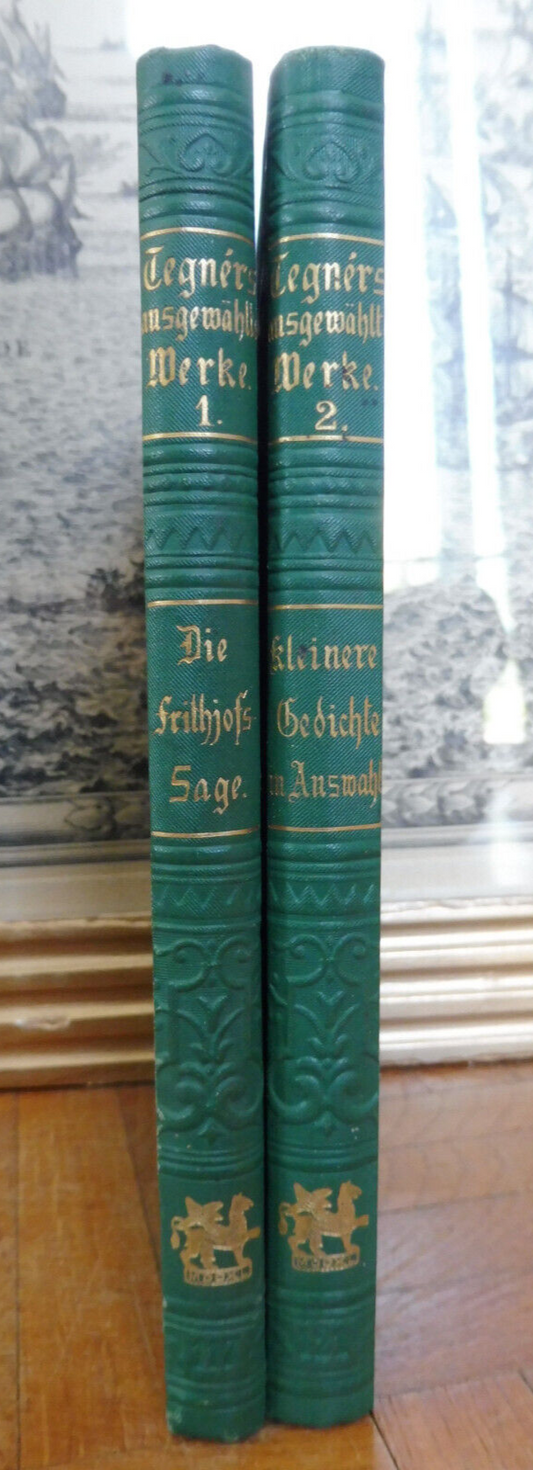 Tegnérs
ausgewählte
Werke.
1.
Die
Frithjofs-
Sage.
Tegnérs
ausgewählte
Werke.
2.
kleinere
Gedichte
in Auswahl